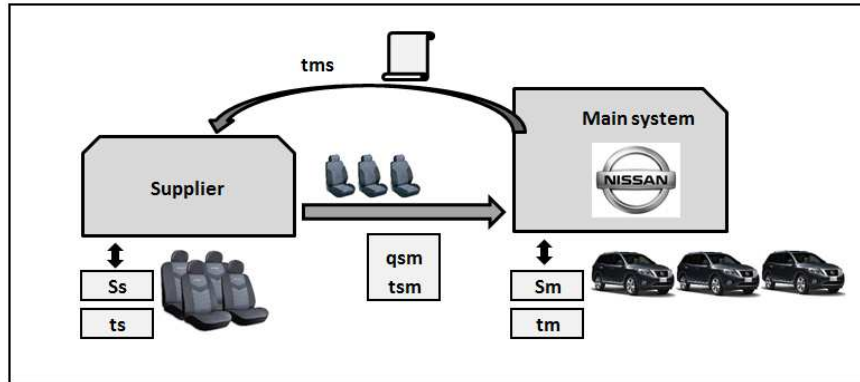 tms
Main system
NISSAN
Supplier
qsm
tsm
Ss
ts
Sm
tm